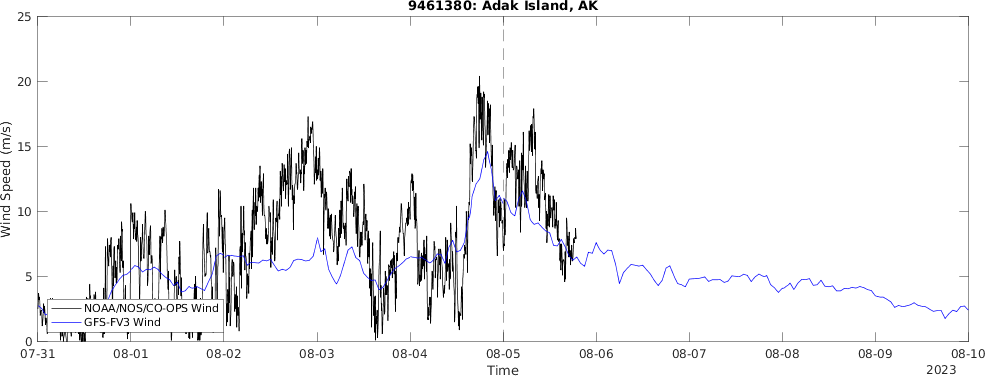 9461380: Adak Island, AK
25
20
15
10
5
0
Wind Speed (m/s)
NOAA/NOS/CO-OPS Wind
GFS-FV3 Wind
07-31 08-01 08-02 08-03 08-04 08-05 08-06 08-07 08-08 08-09 08-10
Time
2023